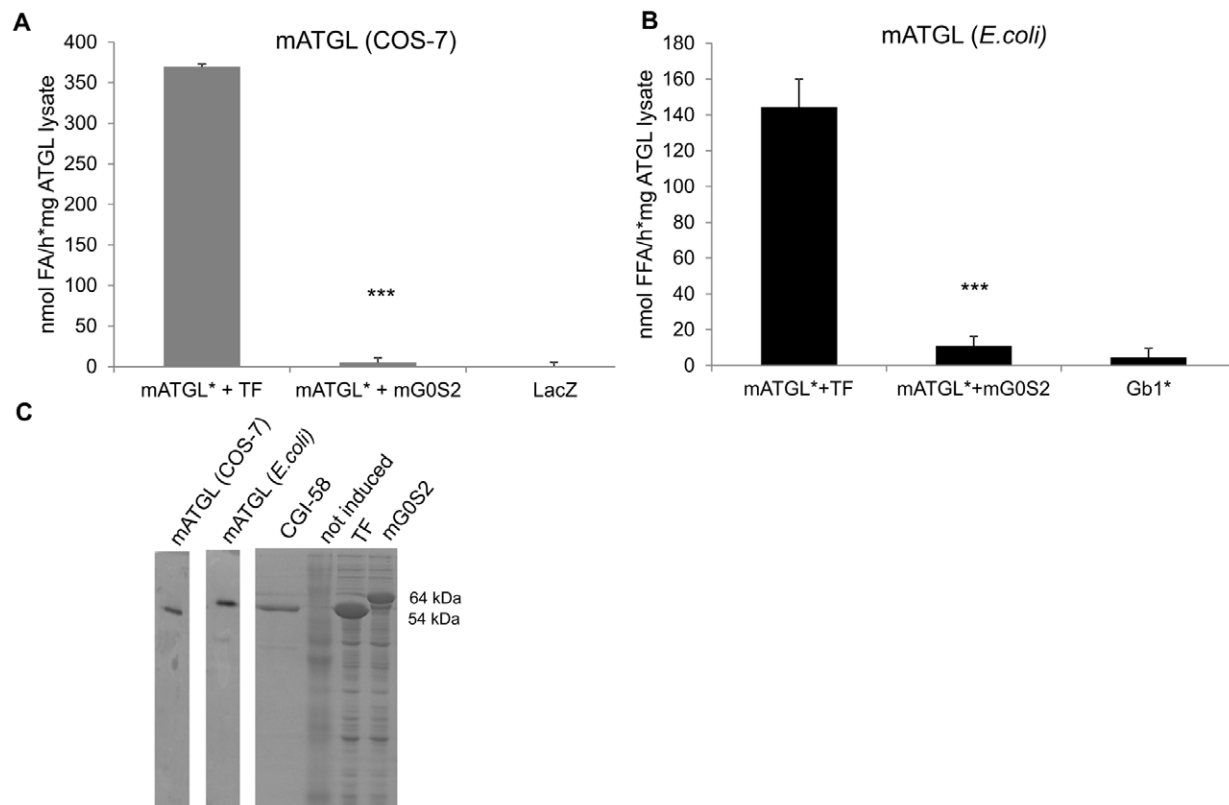 A
mATGL (COS-7)
nmol FA/h*mg ATGL lysate
400
350
300
250
200
150
100
50
0
***
mATGL* + TF
mATGL* + mG0S2
LacZ
B
mATGL (E.coli)
nmol FFA/h*mg ATGL lysate
180
160
140
120
100
80
60
40
20
0
***
mATGL*+TF
mATGL*+mG0S2
Gb1*
C
mATGL (COS-7)
mATGL (E.coli)
CGI-58
not induced
TF
mG0S2
64 kDa
54 kDa